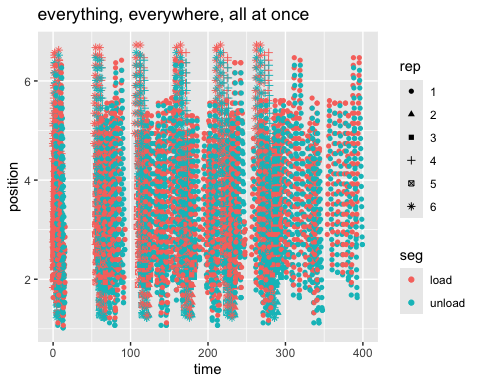 everything, everywhere, all at once
position
6
4
2
0
100
200
300
400
time
rep
1
2
3
4
5
6
seg
load
unload